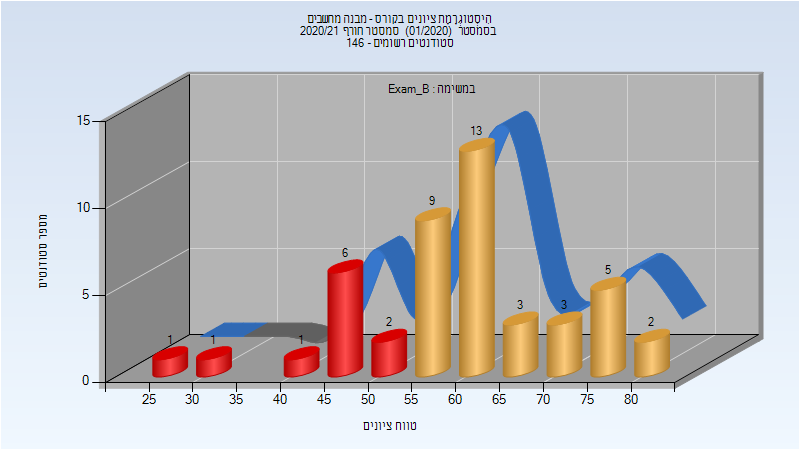 היסטוגרמת ציונים בקורס - מבנה מחשבים
בסמסטר (01/2020) סמסטר חורף 2020/21
סטודנטים רשומים - 146
במשימה : Exam_B
מספר סטודנטים
15
10
5
0
1
1
1
6
2
9
13
3
3
5
2
25 30 35 40 45 50 55 60 65 70 75 80
טווח ציונים